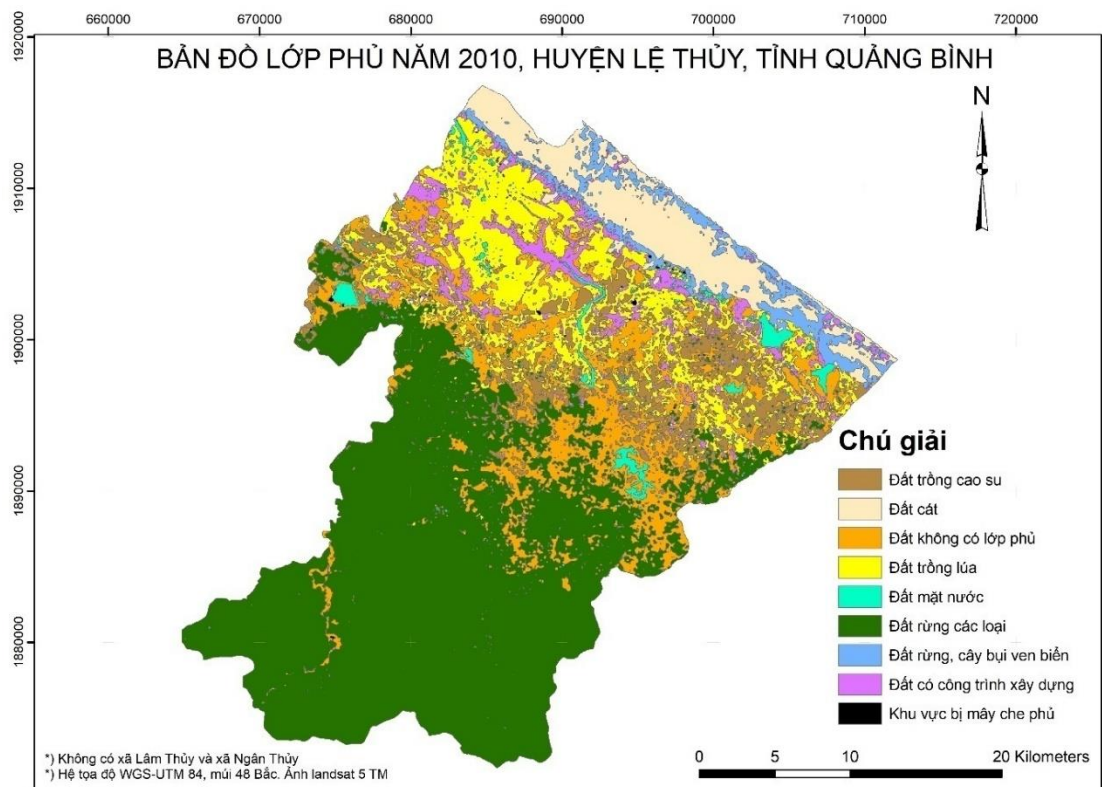 660000 670000 680000 690000 700000 710000 720000
BẢN ĐỒ LỚP PHỦ NĂM 2010, HUYỆN LỆ THỦY, TỈNH QUẢNG BÌNH
N
1920000
1910000
1900000
1890000
1880000
Chú giải
Đất trồng cao su
Đất cát
Đất không có lớp phủ
Đất trồng lúa
Đất mặt nước
Đất rừng các loại
Đất rừng, cây bụi ven biển
Đất có công trình xây dựng
Khu vực bị mây che phủ
*) Không có xã Lâm Thủy và xã Ngân Thủy
*) Hệ tọa độ WGS-UTM 84, múi 48 Bắc. Ảnh landsat 5 TM
0 5 10 20 Kilometers